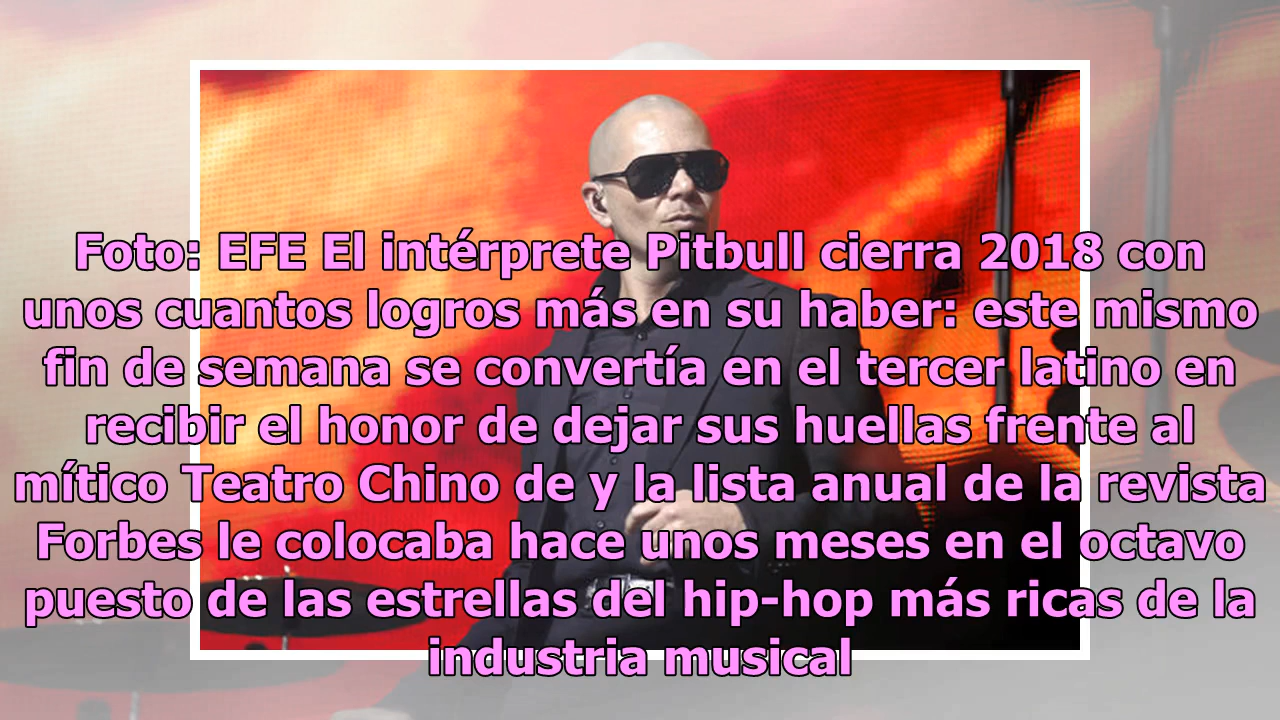 Foto: EFE El intérprete Pitbull cierra 2018 con
unos cuantos logros más en su haber: este mismo
fin de semana se convertía en el tercer latino en
recibir el honor de dejar sus huellas frente al
mítico Teatro Chino de y la lista anual de la revista
Forbes le colocaba hace unos meses en el octavo
puesto de las estrellas del hip-hop más ricas de la
industria musical